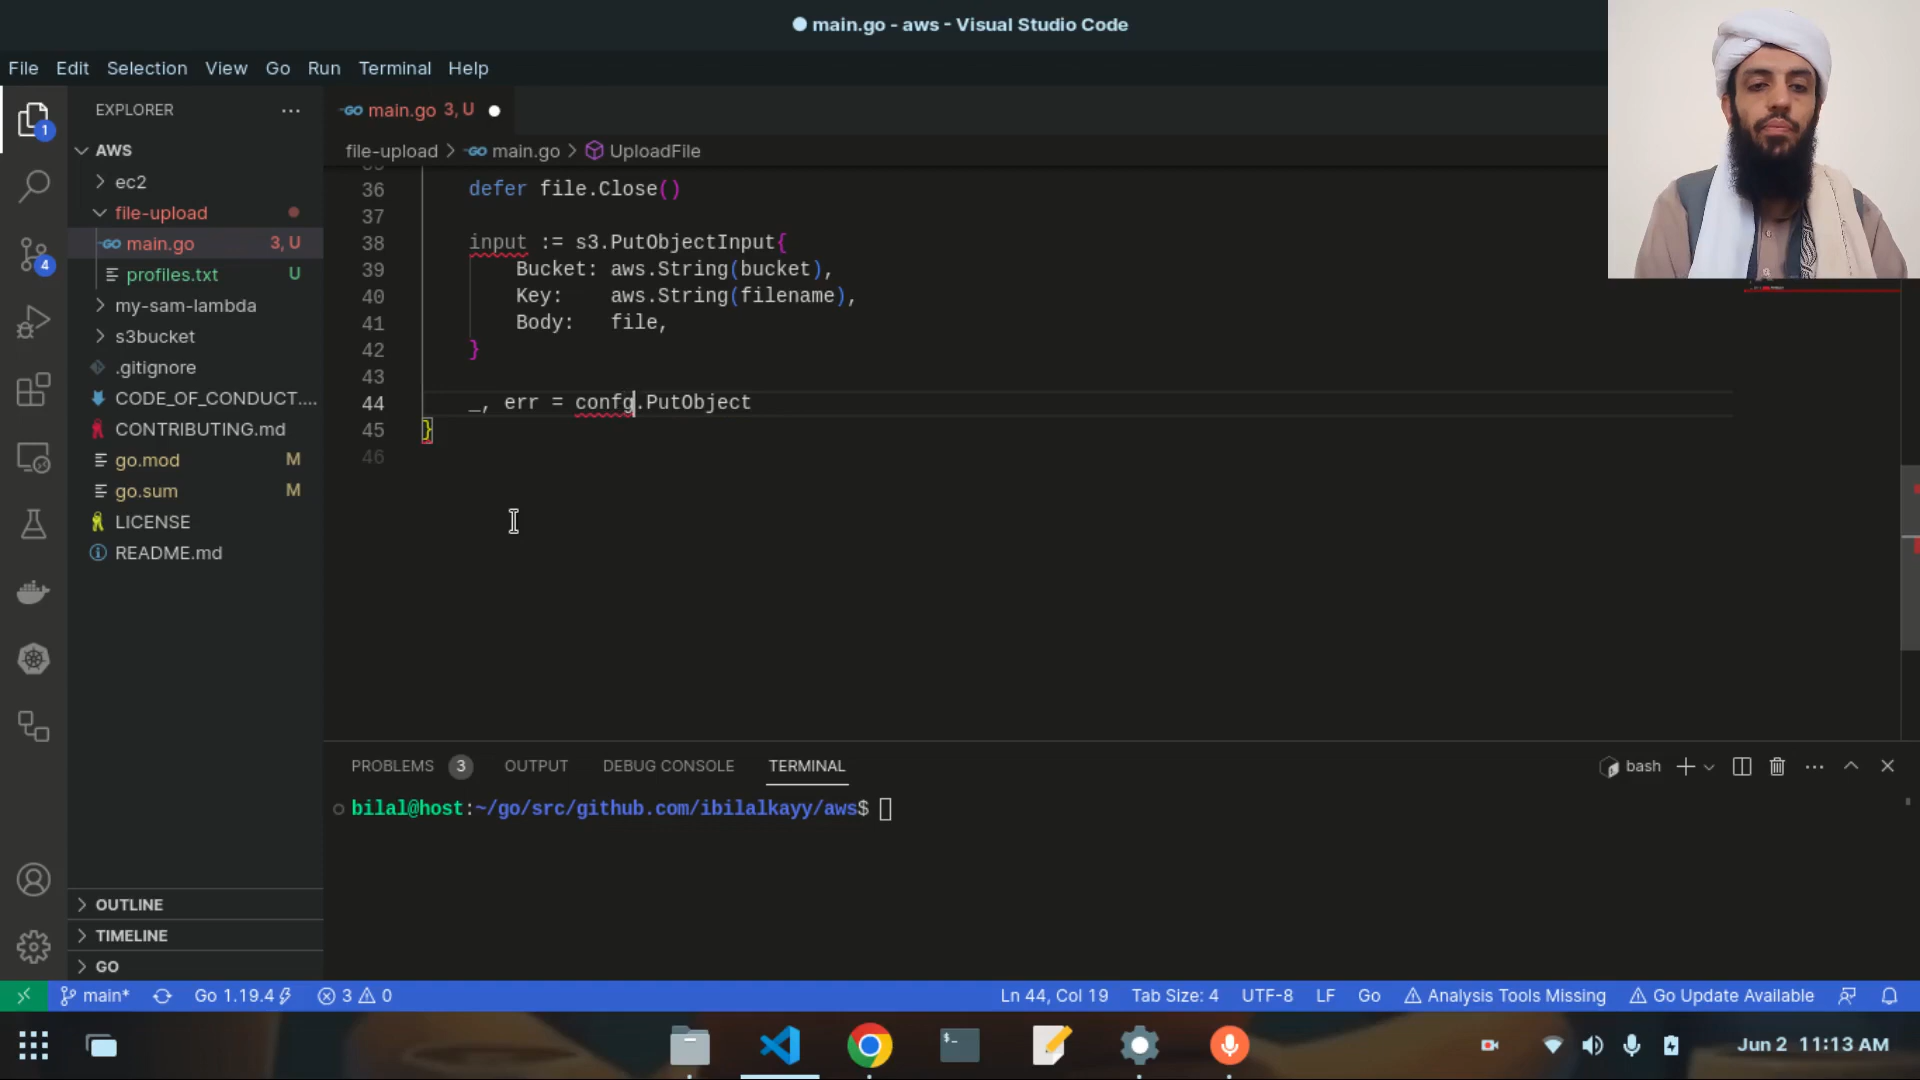 main.go - aws - Visual Studio Code
File Edit Selection View Go Run Terminal Help
EXPLORER
1
AWS
ec2
file-upload
main.go 3, U
4
profiles.txt U
my-sam-lambda
s3bucket
.gitignore
CODE_OF_CONDUCT....
CONTRIBUTING.md
go.mod M
go.sum M
LICENSE
README.md
OUTLINE
TIMELINE
GO
main.go 3, U
file-upload > main.go > UploadFile
36 defer file.Close()
37
38 input := s3.PutObjectInput{
39 Bucket: aws.String(bucket),
40 Key: aws.String(filename),
41 Body: file,
42 }
43
44 _, err = confg.PutObject
45 }
46
PROBLEMS 3 OUTPUT DEBUG CONSOLE TERMINAL bash
bilal@host:~/go/src/github.com/ibilalkayy/aws$
main* Go 1.19.4 3 0 Ln 44, Col 19 Tab Size: 4 UTF-8 LF Go Analysis Tools Missing Go Update Available
Jun 2 11:13 AM